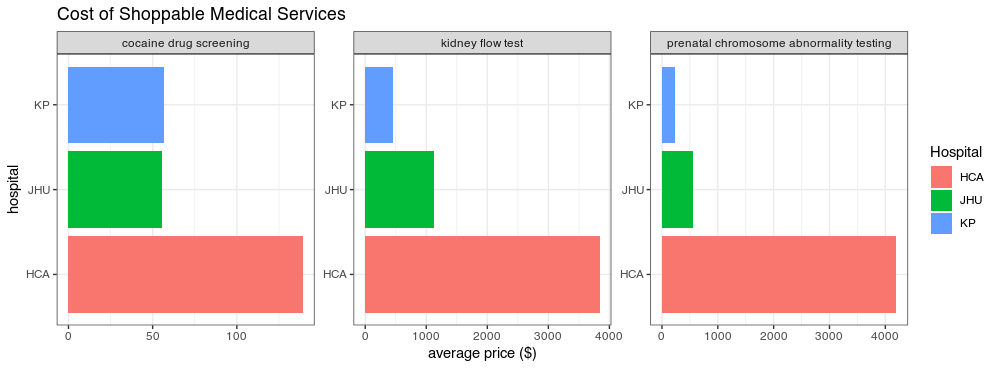 Cost of Shoppable Medical Services
cocaine drug screening
kidney flow test
prenatal chromosome abnormality testing
hospital
KP
JHU
HCA
KP
JHU
HCA
KP
JHU
HCA
0 50 100
0 1000 2000 3000 4000
0 1000 2000 3000 4000
average price ($)
Hospital
HCA
JHU
KP